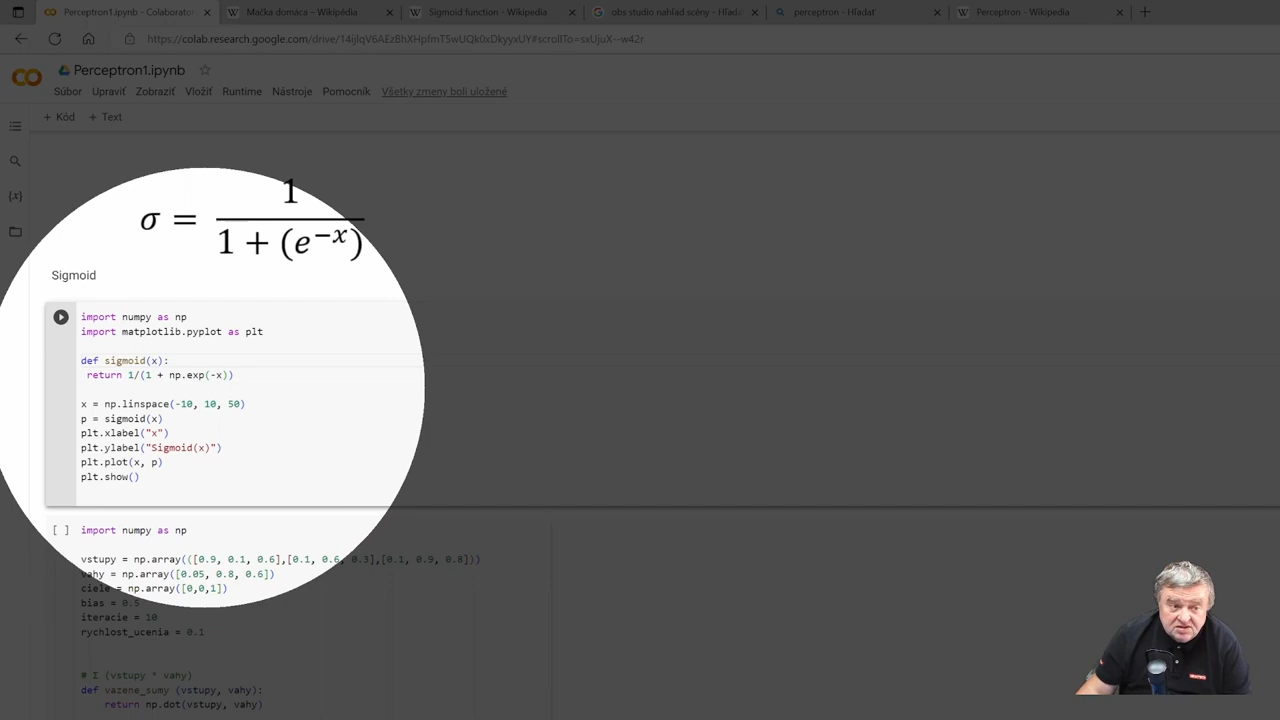 Perceptron1.ipynb - Colaborator
Mačka domáca – Wikipédia
Sigmoid function - Wikipedia
obs studio nahlad scény - Hľada
perceptron - Hľadať
Perceptron - Wikipedia
https://colab.research.google.com/drive/14ijlqV6AEzBhXHpfmT5wUQk0xDkyyxUY#scrollTo=sxUjuX--w42r
Perceptron1.ipynb
Súbor Upraviť Zobraziť Vložiť Runtime Nástroje Pomocník Všetky zmeny boli uložené
+ Kód + Text
{x}
σ = 1 / 1 + (e^−x)
Sigmoid
import numpy as np
import matplotlib.pyplot as plt
def sigmoid(x):
return 1/(1 + np.exp(-x))
x = np.linspace(-10, 10, 50)
p = sigmoid(x)
plt.xlabel("x")
plt.ylabel("Sigmoid(x)")
plt.plot(x, p)
plt.show()
[ ] import numpy as np
vstupy = np.array(([0.9, 0.1, 0.6],[0.1, 0.6, 0.3],[0.1, 0.9, 0.8]))
vahy = np.array([0.05, 0.8, 0.6])
ciele = np.array([0,0,1])
bias = 0.5
iteracie = 10
rychlost_ucenia = 0.1
# Σ (vstupy * vahy)
def vazene_sumy (vstupy, vahy):
return np.dot(vstupy, vahy)